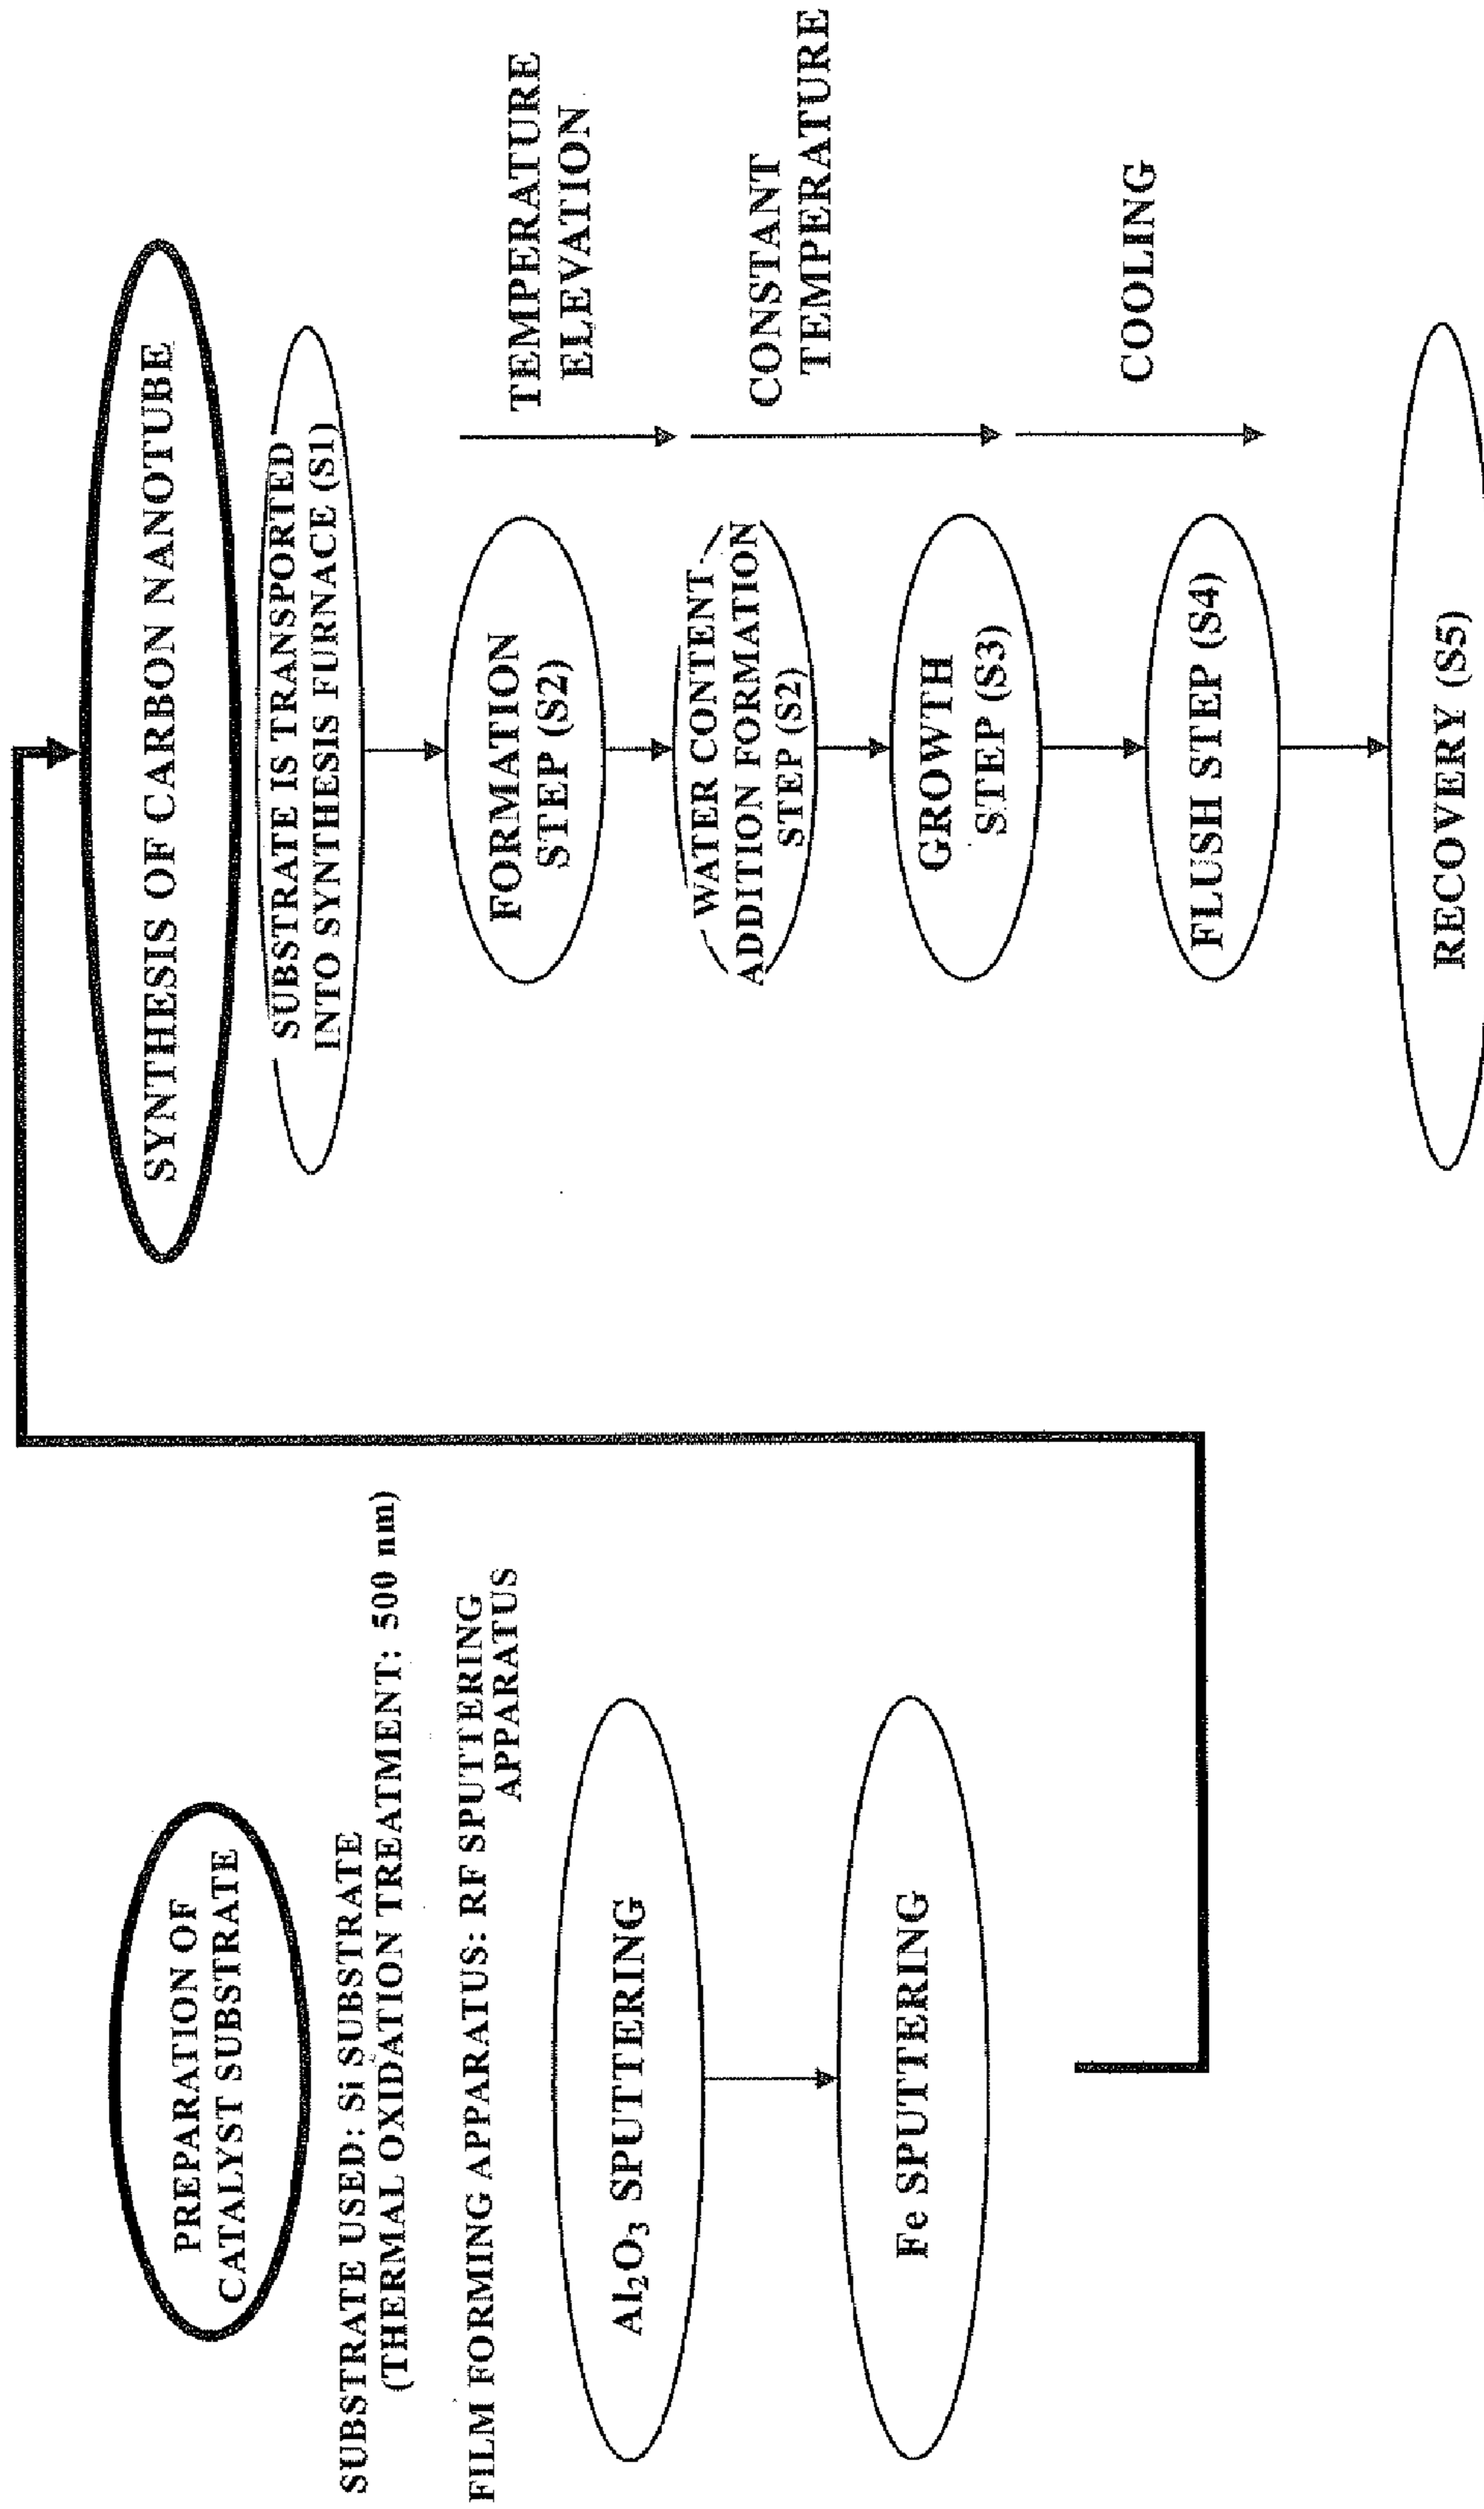 PREPARATION OF
CATALYST SUBSTRATE
SUBSTRATE USED: Si SUBSTRATE
(THERMAL OXIDATION TREATMENT: 500 nm)
FILM FORMING APPARATUS: RF SPUTTERING
APPARATUS
Al₂O₃ SPUTTERING
Fe SPUTTERING
SYNTHESIS OF CARBON NANOTUBE
SUBSTRATE IS TRANSPORTED
INTO SYNTHESIS FURNACE (S1)
FORMATION
STEP (S2)
WATER CONTENT
ADDITION FORMATION
STEP (S2)
GROWTH
STEP (S3)
FLUSH STEP (S4)
RECOVERY (S5)
TEMPERATURE
ELEVATION
CONSTANT
TEMPERATURE
COOLING